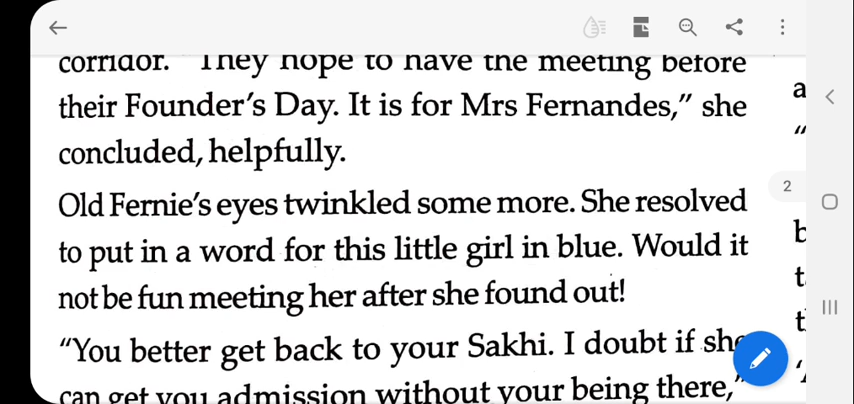 corridor. "They hope to have the meeting before
their Founder's Day. It is for Mrs Fernandes," she
concluded, helpfully.
Old Fernie's eyes twinkled some more. She resolved
to put in a word for this little girl in blue. Would it
not be fun meeting her after she found out!
"You better get back to your Sakhi. I doubt if she
can get you admission without your being there,"
2